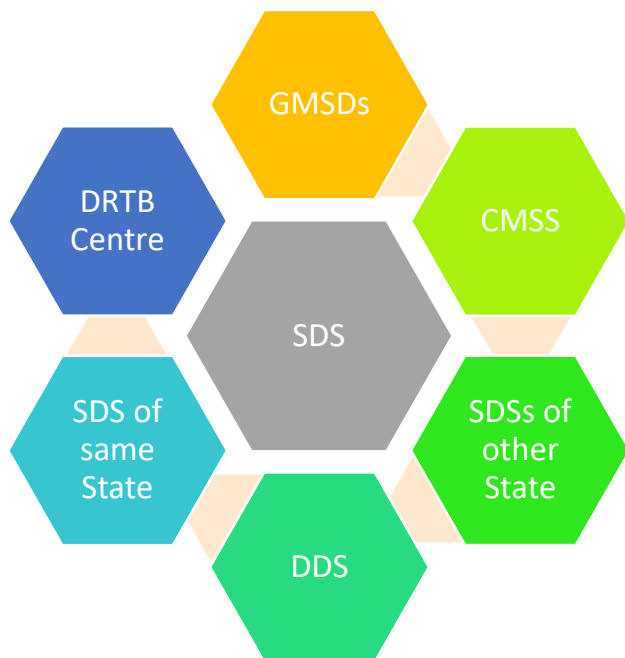 GMSDs
DRTB
Centre
CMSS
SDS
SDS of
same
State
SDSs of
other
State
DDS